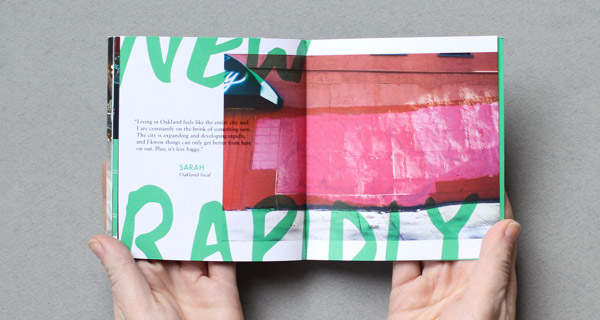 NEW
“Living in Oakland feels like the entire city and
I are constantly on the brink of something new.
The city is expanding and developing rapidly,
and I know things can only get better from here
on out. Plus, it's less foggy.”
SARAH
Oakland local
RAPIDLY